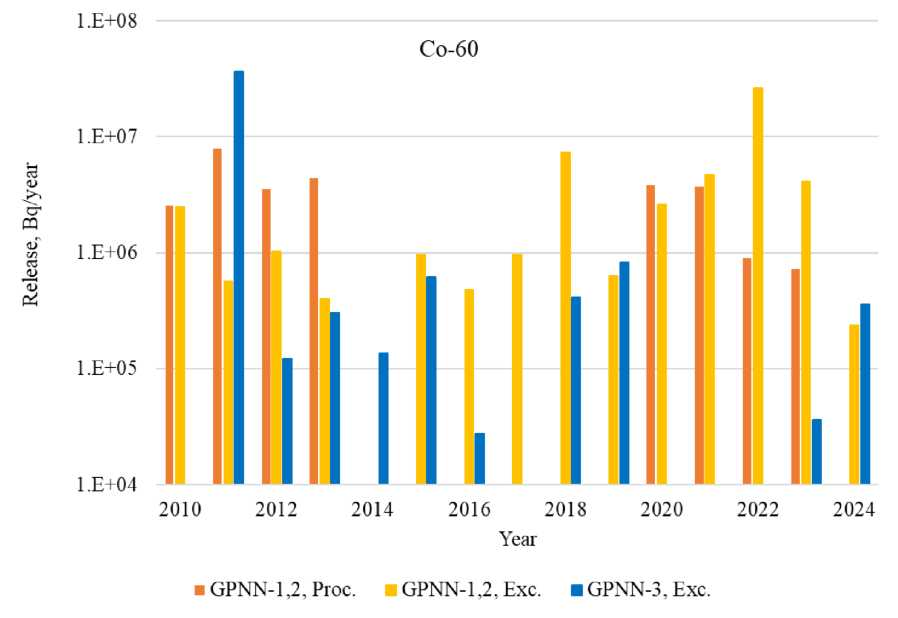 1.E+08
Co-60
1.E+07
1.E+06
1.E+05
1.E+04
Release, Bq/year
2010 2012 2014 2016 2018 2020 2022 2024
Year
GPNN-1,2, Proc. GPNN-1,2, Exc. GPNN-3, Exc.